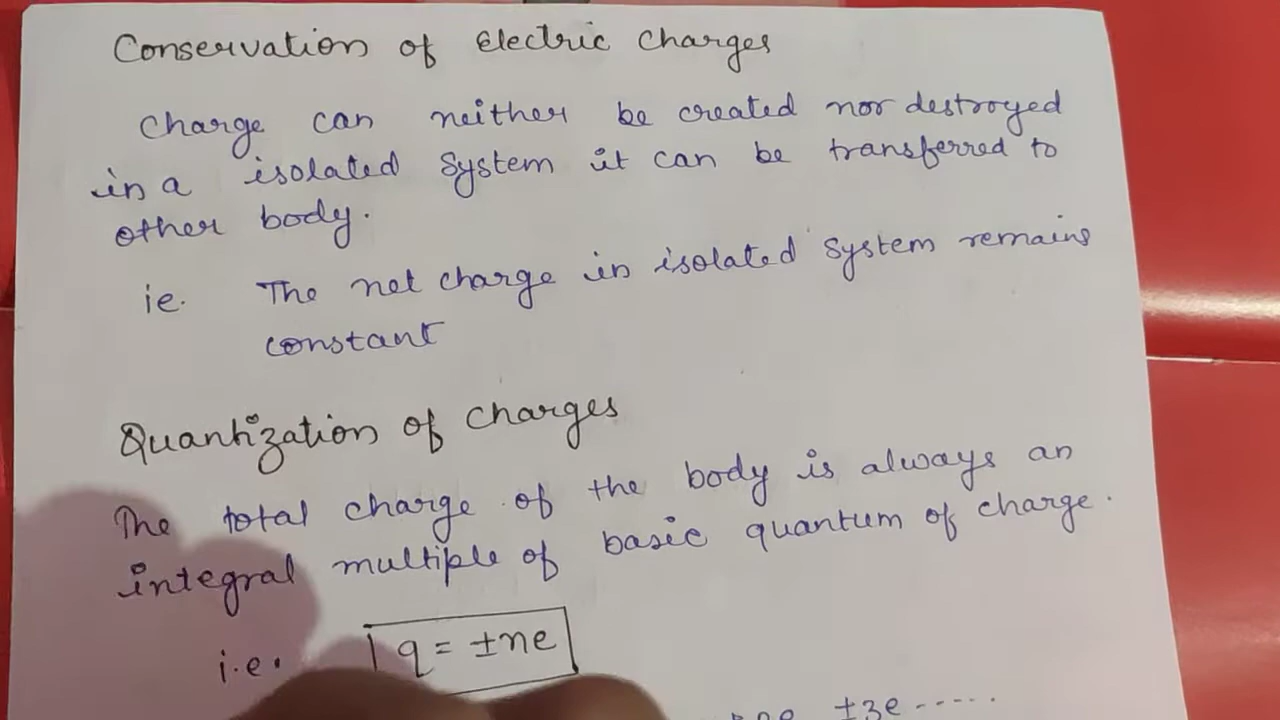 Conservation of Electric Charges
Charge can neither be created nor destroyed
in a isolated System it can be transferred to
other body.
ie. The net charge in isolated System remains
constant
Quantization of Charges
The total charge of the body is always an
integral multiple of basic quantum of charge.
i.e. q = ±ne
±3e-----.